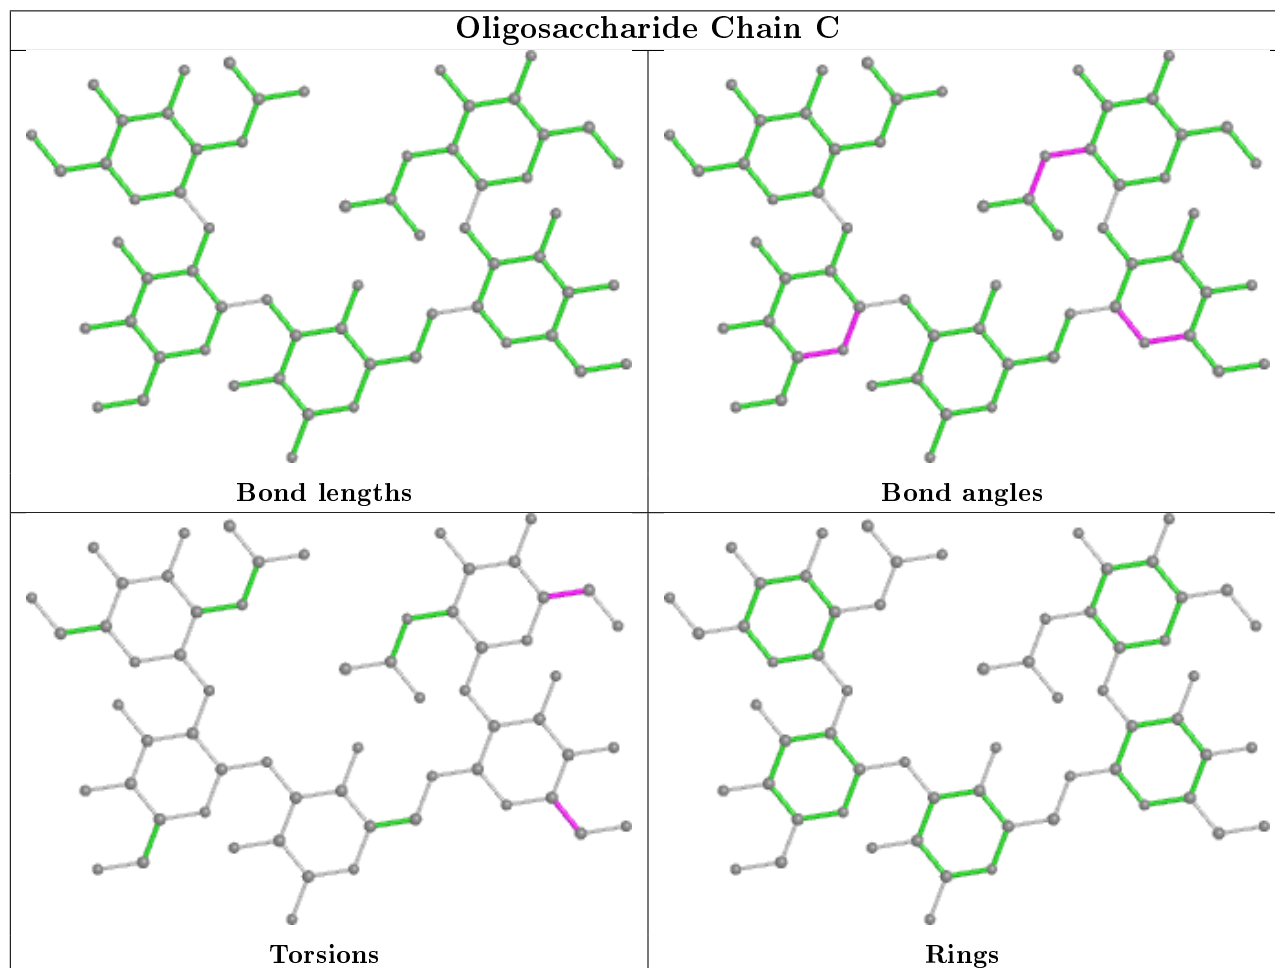 Oligosaccharide Chain C
Bond lengths
Bond angles
Torsions
Rings